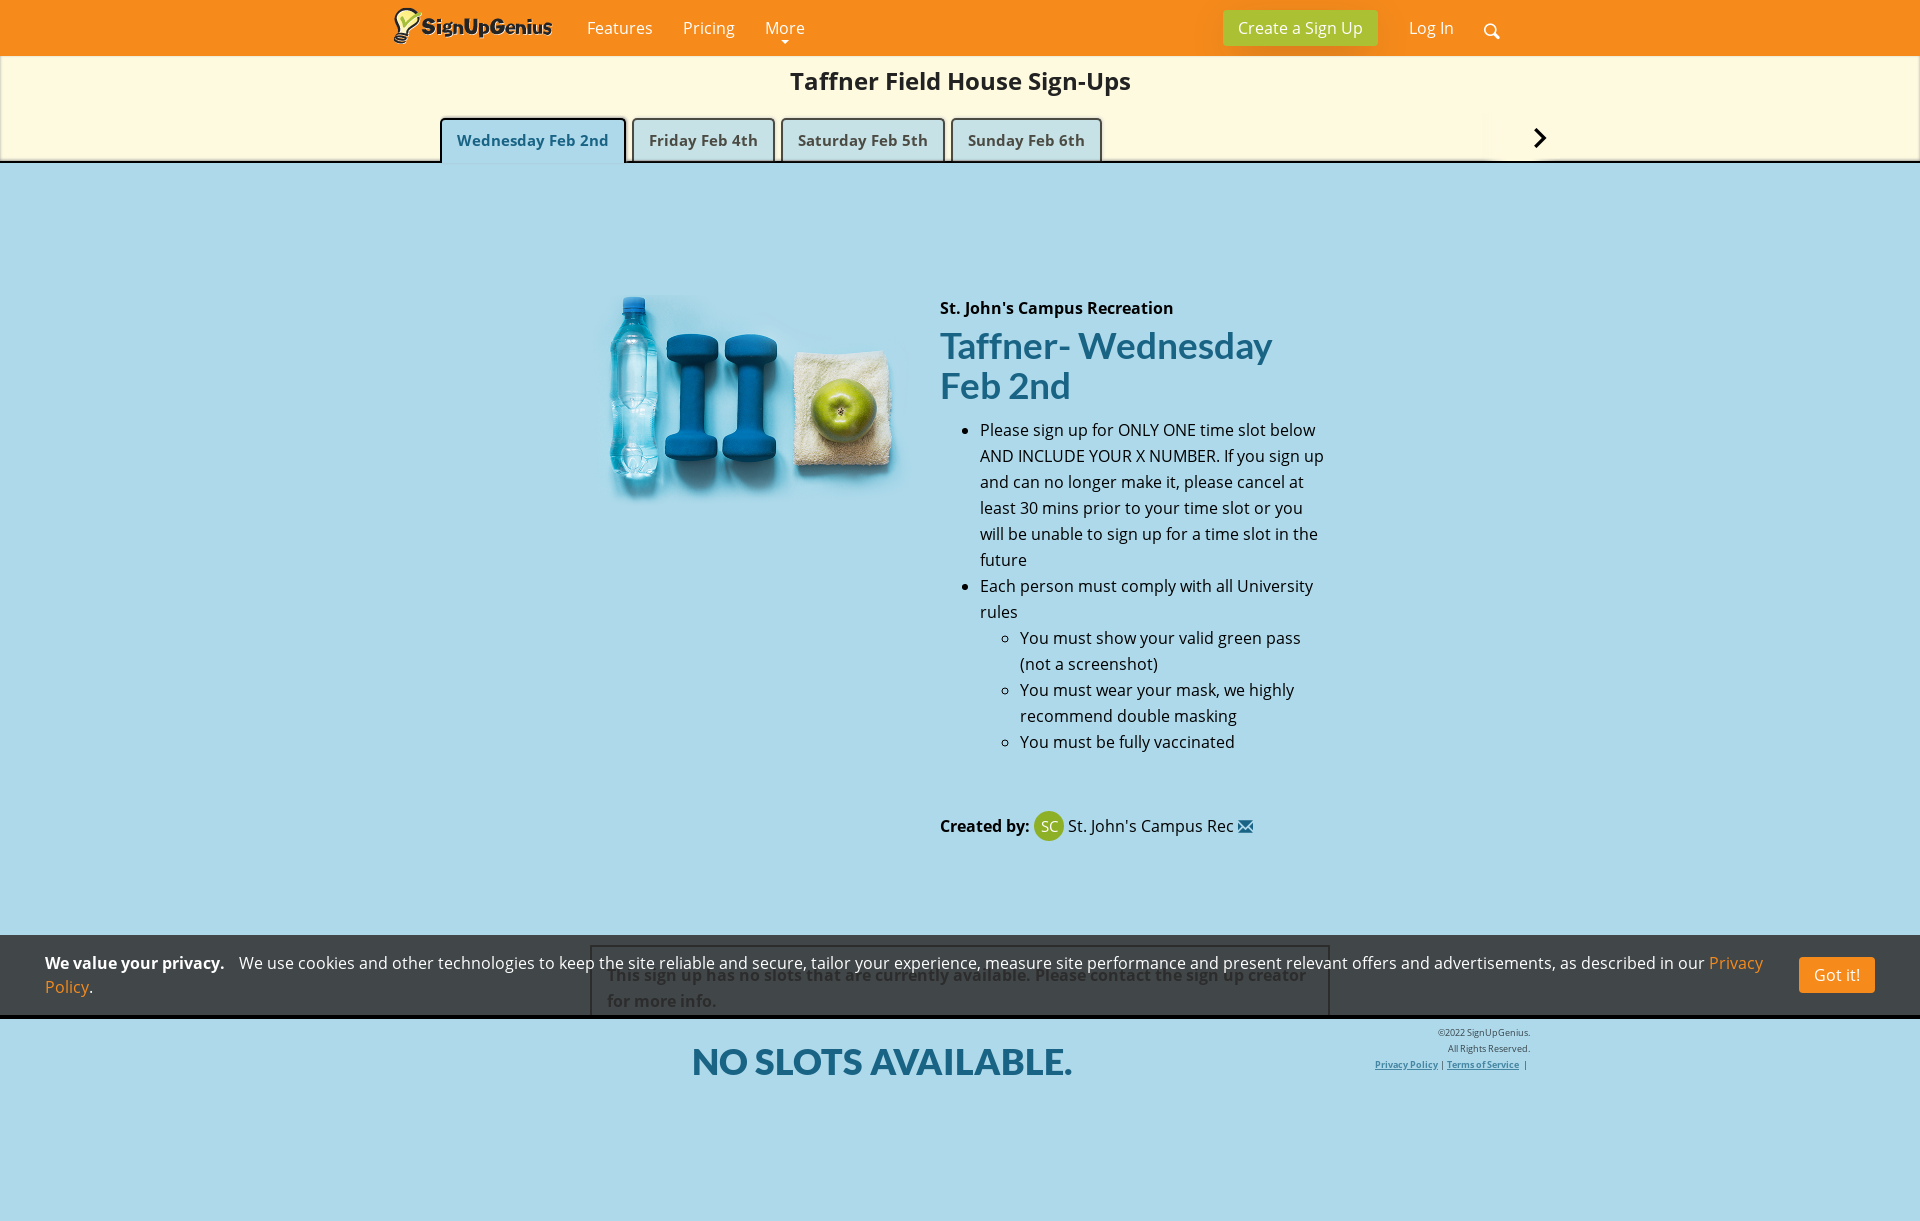 SignUpGenius
Features
Pricing
More
Create a Sign Up
Log In
Taffner Field House Sign-Ups
Wednesday Feb 2nd
Friday Feb 4th
Saturday Feb 5th
Sunday Feb 6th
St. John's Campus Recreation
Taffner- Wednesday
Feb 2nd
Please sign up for ONLY ONE time slot below
AND INCLUDE YOUR X NUMBER. If you sign up
and can no longer make it, please cancel at
least 30 mins prior to your time slot or you
will be unable to sign up for a time slot in the
future
Each person must comply with all University
rules
You must show your valid green pass
(not a screenshot)
You must wear your mask, we highly
recommend double masking
You must be fully vaccinated
Created by: SC St. John's Campus Rec
We value your privacy. We use cookies and other technologies to keep the site reliable and secure, tailor your experience, measure site performance and present relevant offers and advertisements, as described in our Privacy
Policy.
Got it!
This sign up has no slots that are currently available. Please contact the sign up creator
for more info.
NO SLOTS AVAILABLE.
©2022 SignUpGenius.
All Rights Reserved.
Privacy Policy | Terms of Service |